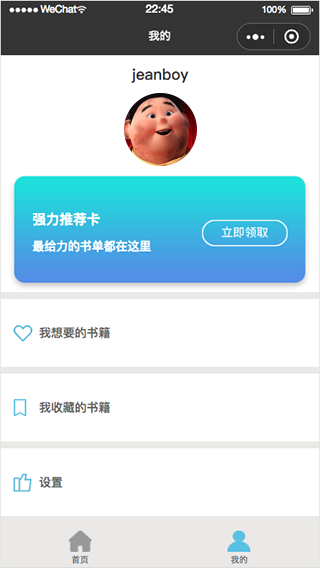 ●●●●● WeChat 22:45 100%
我的
jeanboy
强力推荐卡
最给力的书单都在这里
立即领取
我想要的书籍
我收藏的书籍
设置
首页 我的